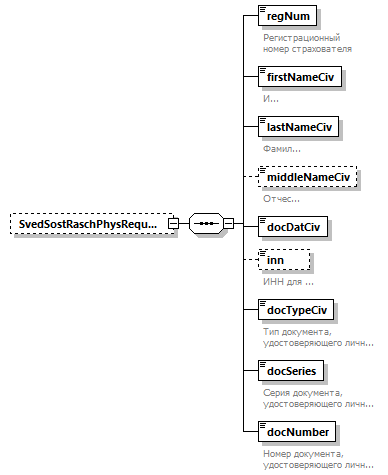 regNum
Регистрационный
номер страхователя
firstNameCiv
И...
lastNameCiv
Фамил...
middleNameCiv
Отчес...
SvedSostRaschPhysRequ...
docDatCiv
inn
ИНН для ...
docTypeCiv
Тип документа,
удостоверяющего личн...
docSeries
Серия документа,
удостоверяющего личн...
docNumber
Номер документа,
удостоверяющего личн...